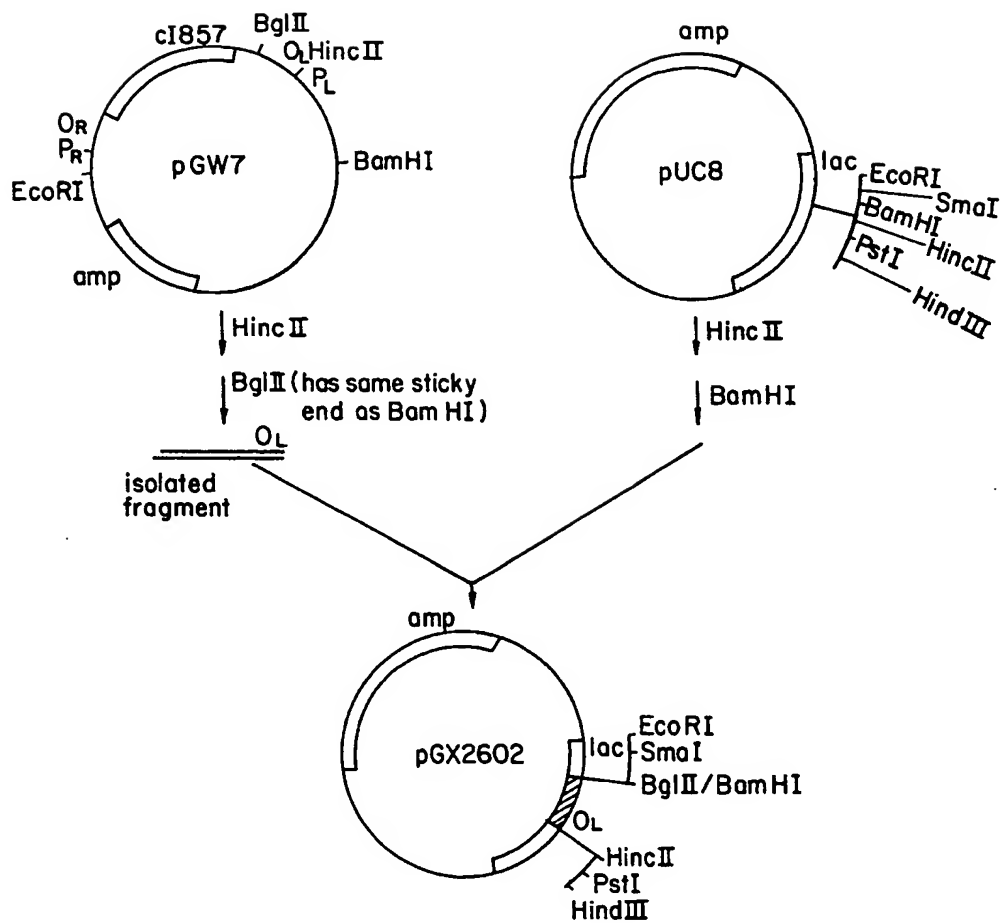 cI857
BglII
OL HincII
PL
OR
PR
EcoRI
pGW7
BamHI
amp
amp
pUC8
lac
EcoRI
SmaI
BamHI
HincII
PstI
HindIII
HincII
BglII (has same sticky
end as Bam HI)
OL
isolated
fragment
HincII
BamHI
amp
pGX2602
lac
EcoRI
SmaI
BglII/BamHI
OL
HincII
PstI
HindIII